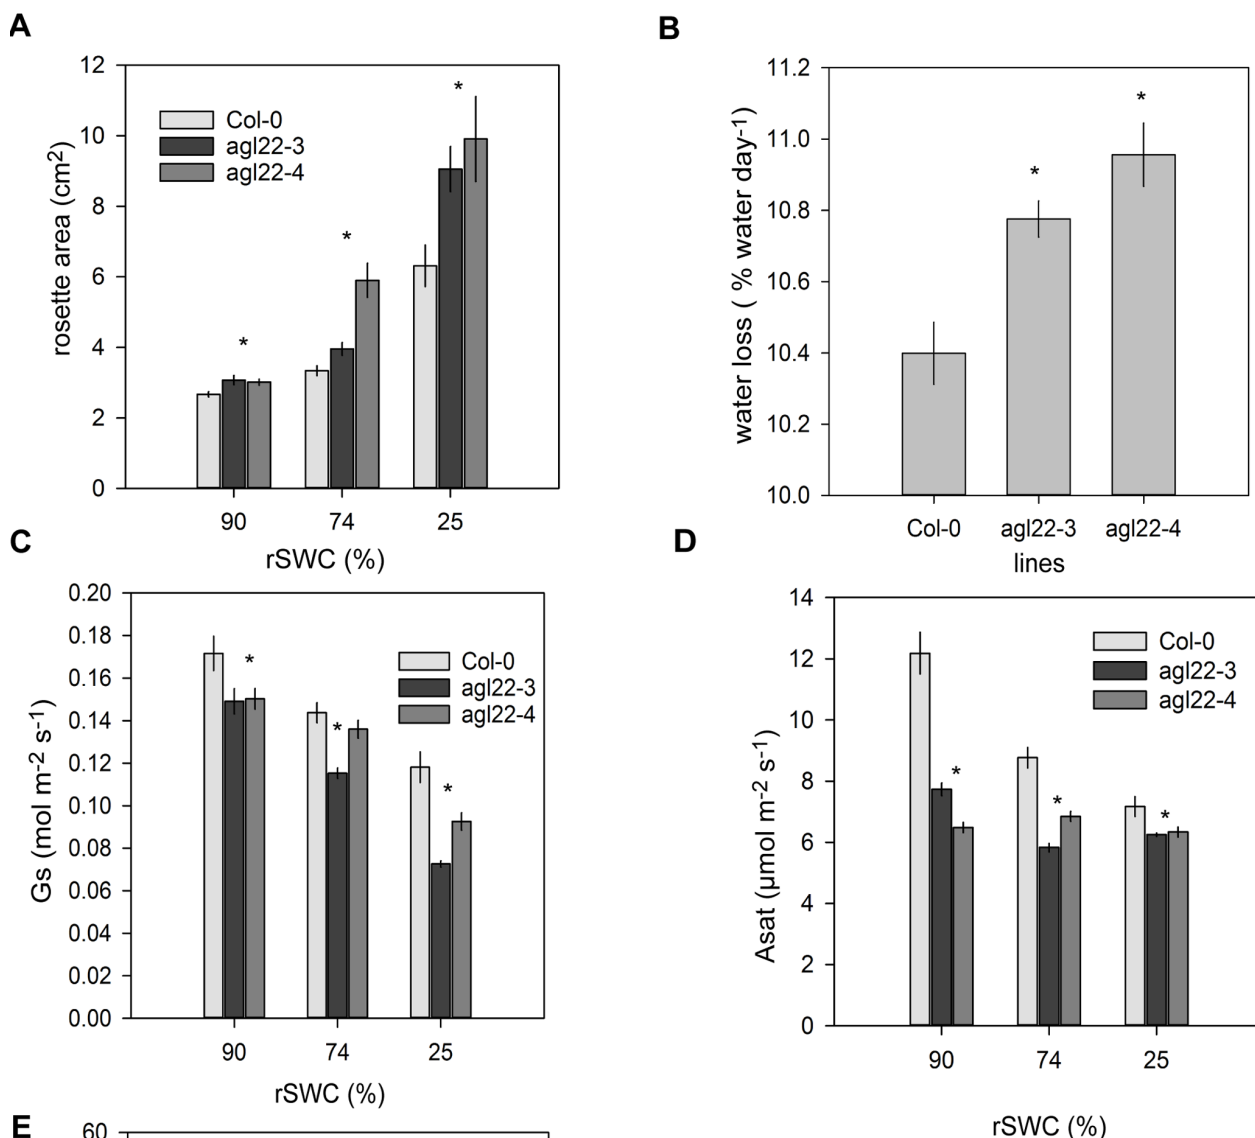 A
rosette area (cm2)
12
10
8
6
4
2
0
Col-0
agl22-3
agl22-4
*
*
*
90 74 25
rSWC (%)
B
water loss ( % water day-1)
11.2
11.0
10.8
10.6
10.4
10.2
10.0
*
*
Col-0 agl22-3 agl22-4
lines
C
Gs (mol m-2 s-1)
0.20
0.18
0.16
0.14
0.12
0.10
0.08
0.06
0.04
0.02
0.00
Col-0
agl22-3
agl22-4
*
*
*
90 74 25
rSWC (%)
D
Asat (µmol m-2 s-1)
14
12
10
8
6
4
2
0
Col-0
agl22-3
agl22-4
*
*
*
90 74 25
rSWC (%)
E
60